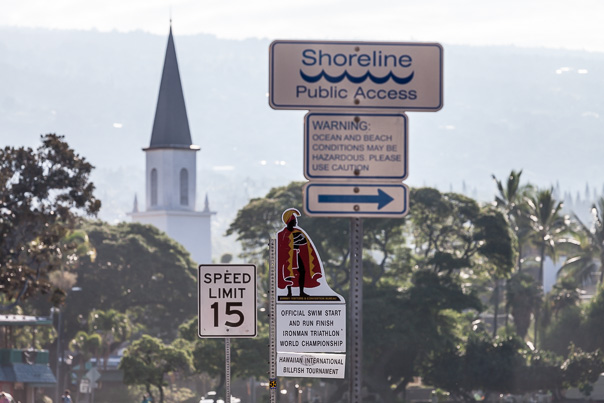 Shoreline
Public Access
WARNING:
OCEAN AND BEACH
CONDITIONS MAY BE
HAZARDOUS. PLEASE
USE CAUTION
SPEED
LIMIT
15
OFFICIAL SWIM START
AND RUN FINISH
IRONMAN TRIATHLON
WORLD CHAMPIONSHIP
HAWAIIAN INTERNATIONAL
BILLFISH TOURNAMENT